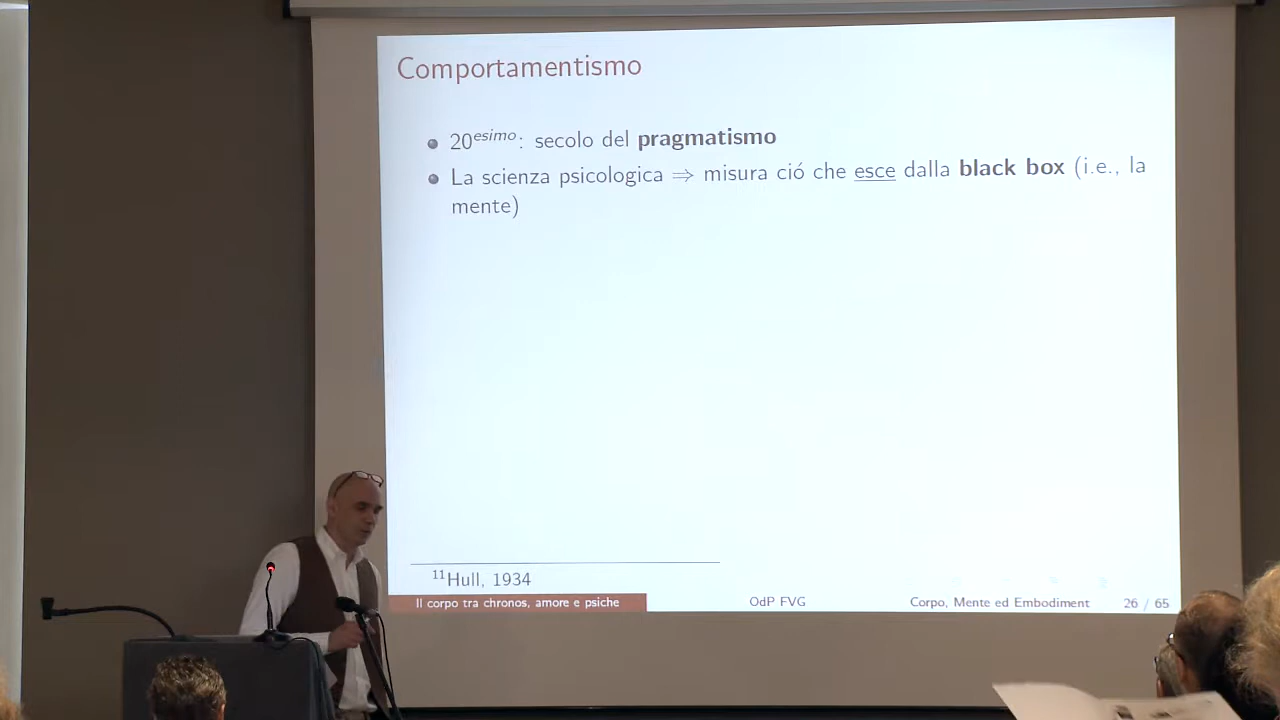 Comportamentismo
20esimo: secolo del pragmatismo
La scienza psicologica ⇒ misura ció che esce dalla black box (i.e., la
mente)
11Hull, 1934
Il corpo tra chronos, amore e psiche OdP FVG Corpo, Mente ed Embodiment 26 / 65